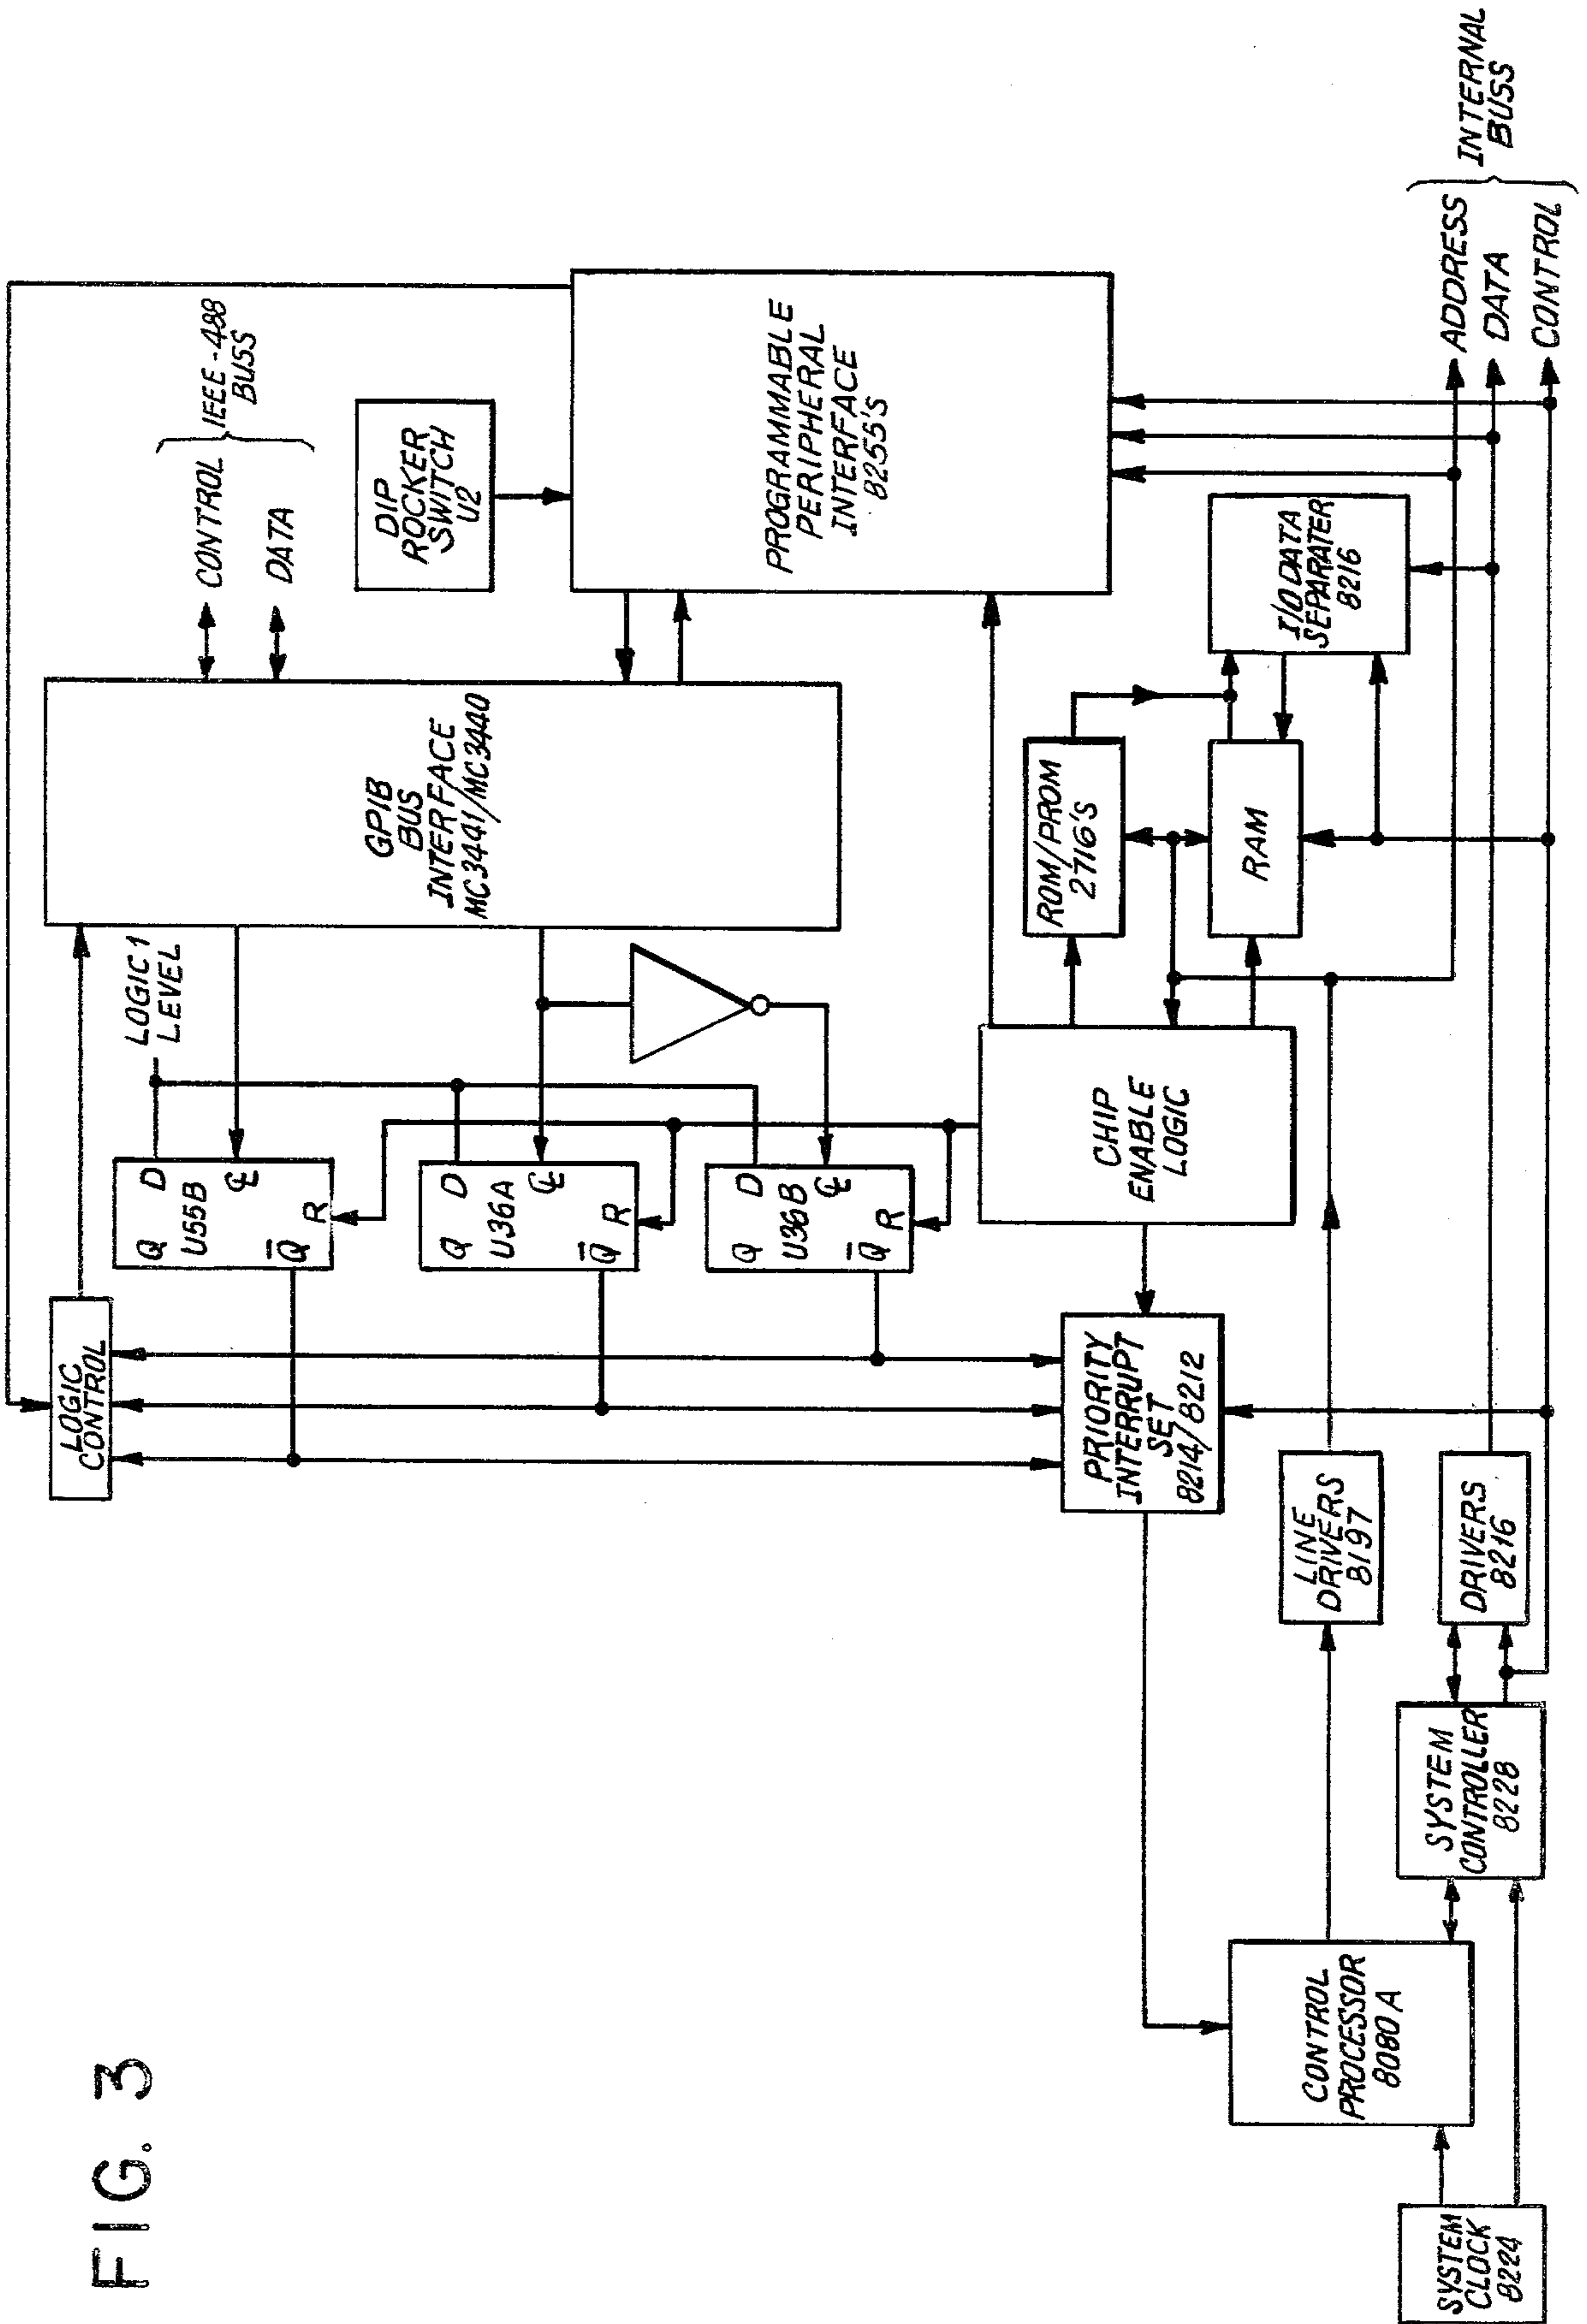 FIG. 3
LOGIC
CONTROL
LOGIC 1
LEVEL
Q D
U55B
C̅L
Q̅ R
Q D
U36A
CL
Q̅ R
Q D
U36B
CL
Q̅ R
GPIB
BUS
INTERFACE
MC3441/MC3440
CONTROL
DATA
IEEE-488
BUSS
DIP
ROCKER
SWITCH
U2
PROGRAMMABLE
PERIPHERAL
INTERFACE
8255'S
PRIORITY
INTERRUPT
SET
8214/8212
CHIP
ENABLE
LOGIC
ROM/PROM
2716'S
RAM
I/O DATA
SEPARATER
8216
SYSTEM
CLOCK
8224
CONTROL
PROCESSOR
8080A
SYSTEM
CONTROLLER
8228
LINE
DRIVERS
8197
DRIVERS
8216
ADDRESS
DATA
CONTROL
INTERNAL
BUSS